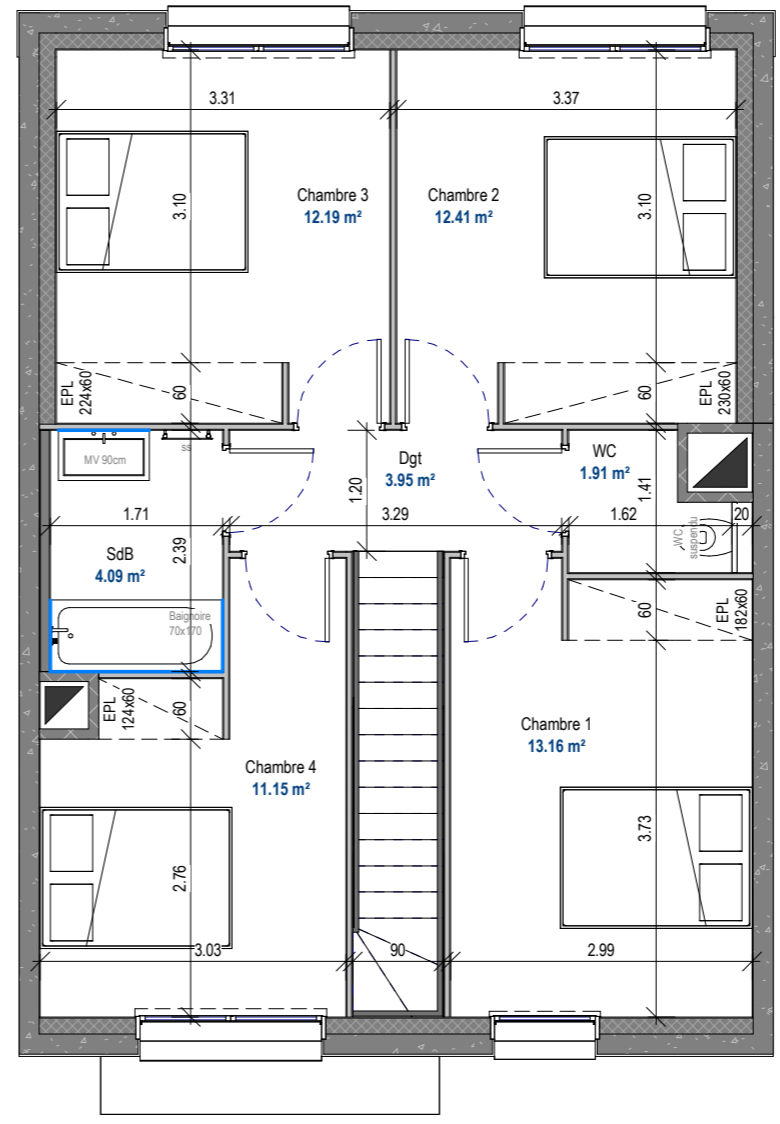 3.31
3.37
Chambre 3
12.19 m²
Chambre 2
12.41 m²
3.10
3.10
EPL
224x60
60
60
EPL
230x60
MV 90cm
ss
Dgt
3.95 m²
WC
1.91 m²
1.20
1.41
1.71
3.29
1.62
20
SdB
4.09 m²
2.39
WC
suspendu
Baignoire
70x170
60
EPL
182x60
EPL
124x60
60
Chambre 1
13.16 m²
Chambre 4
11.15 m²
3.73
2.76
3.03
90
2.99